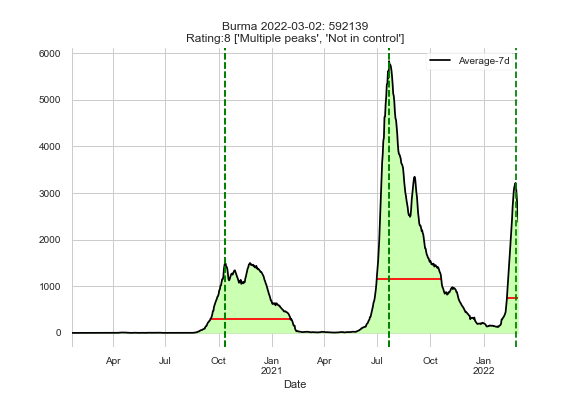 Burma 2022-03-02: 592139
Rating:8 ['Multiple peaks', 'Not in control']
Average-7d
6000
5000
4000
3000
2000
1000
0
Apr Jul Oct Jan Apr Jul Oct Jan
2021 2022
Date